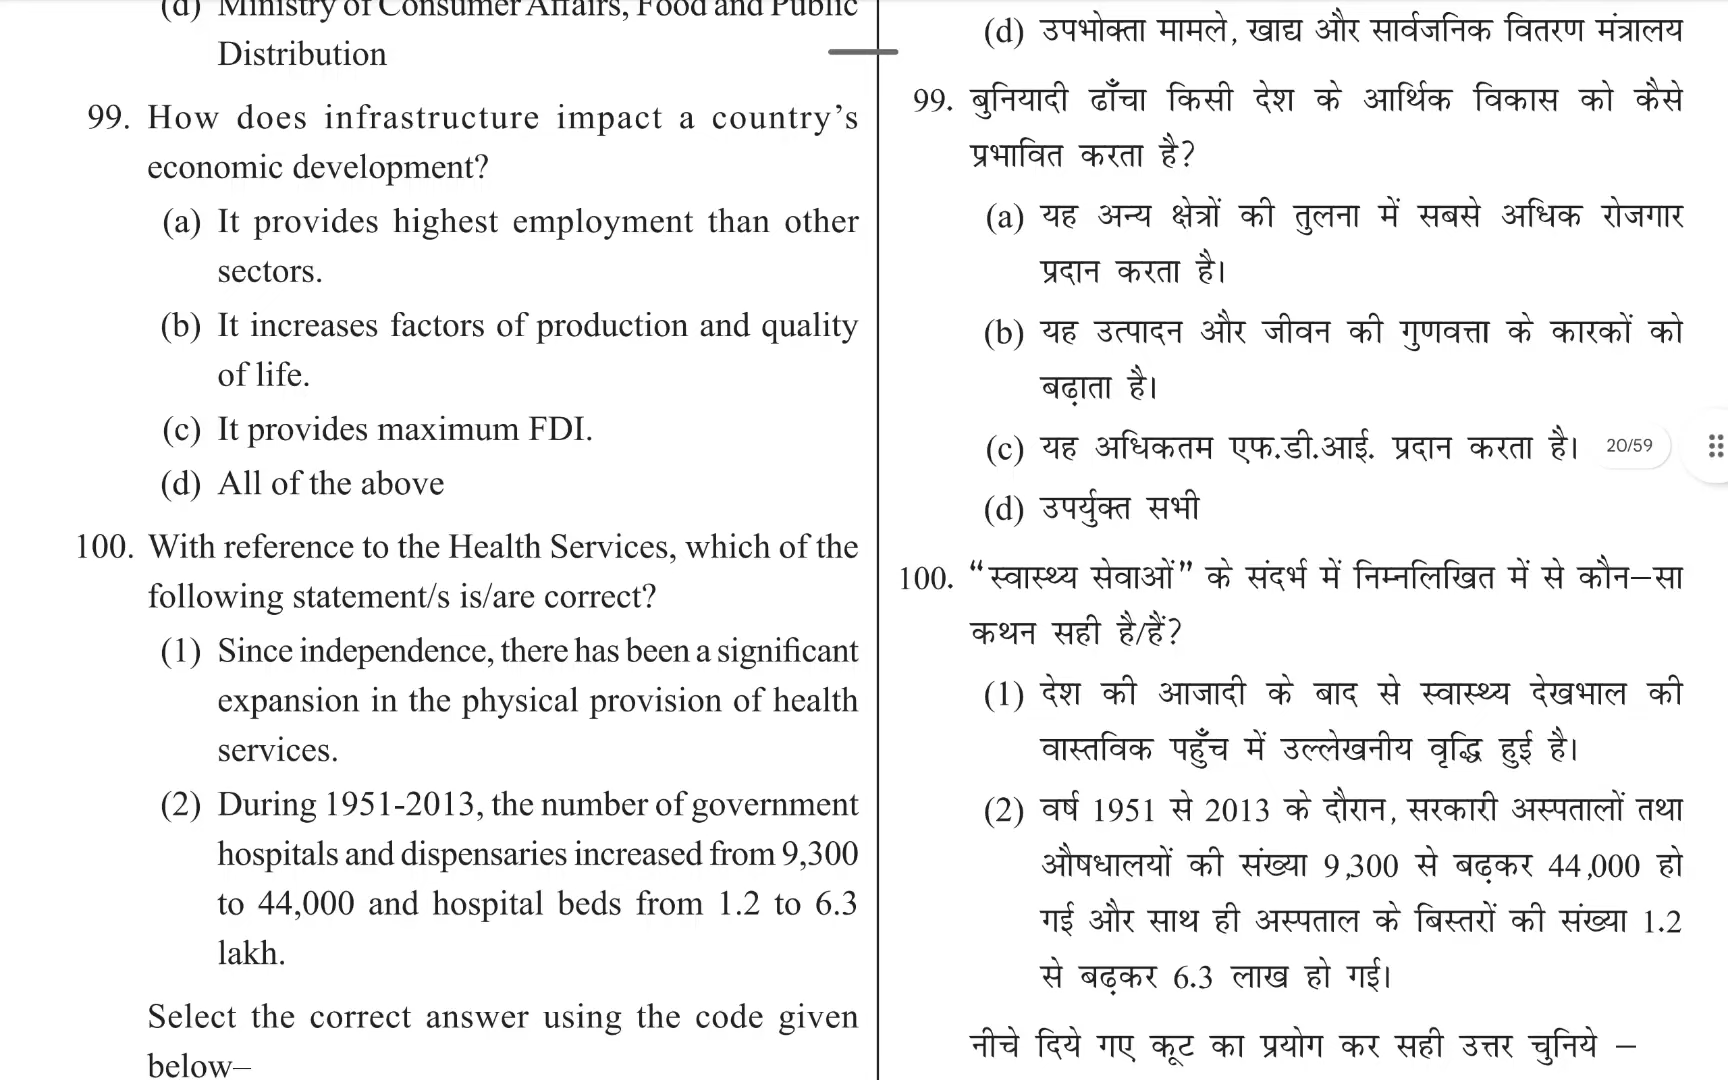 (d) Ministry of Consumer Affairs, Food and Public
Distribution
99. How does infrastructure impact a country's
economic development?
(a) It provides highest employment than other
sectors.
(b) It increases factors of production and quality
of life.
(c) It provides maximum FDI.
(d) All of the above
100. With reference to the Health Services, which of the
following statement/s is/are correct?
(1) Since independence, there has been a significant
expansion in the physical provision of health
services.
(2) During 1951-2013, the number of government
hospitals and dispensaries increased from 9,300
to 44,000 and hospital beds from 1.2 to 6.3
lakh.
Select the correct answer using the code given
below–
(d) उपभोक्ता मामले, खाद्य और सार्वजनिक वितरण मंत्रालय
99. बुनियादी ढाँचा किसी देश के आर्थिक विकास को कैसे
प्रभावित करता है?
(a) यह अन्य क्षेत्रों की तुलना में सबसे अधिक रोजगार
प्रदान करता है।
(b) यह उत्पादन और जीवन की गुणवत्ता के कारकों को
बढ़ाता है।
(c) यह अधिकतम एफ.डी.आई. प्रदान करता है।
20/59
(d) उपर्युक्त सभी
100. “स्वास्थ्य सेवाओं” के संदर्भ में निम्नलिखित में से कौन–सा
कथन सही है/हैं?
(1) देश की आजादी के बाद से स्वास्थ्य देखभाल की
वास्तविक पहुँच में उल्लेखनीय वृद्धि हुई है।
(2) वर्ष 1951 से 2013 के दौरान, सरकारी अस्पतालों तथा
औषधालयों की संख्या 9,300 से बढ़कर 44,000 हो
गई और साथ ही अस्पताल के बिस्तरों की संख्या 1.2
से बढ़कर 6.3 लाख हो गई।
नीचे दिये गए कूट का प्रयोग कर सही उत्तर चुनिये –